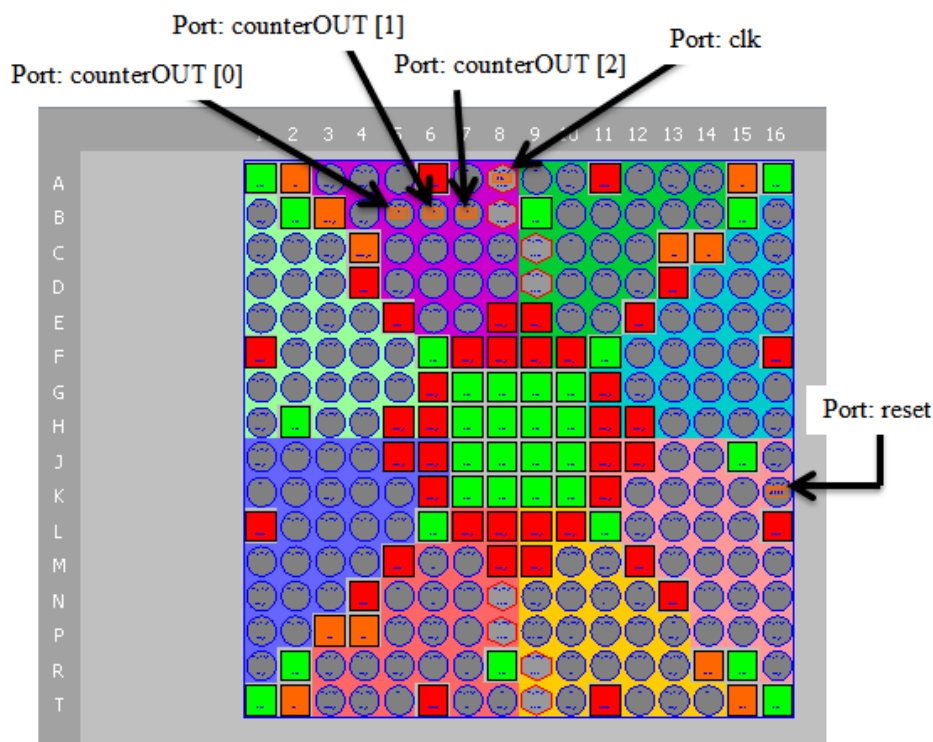 Port: counterOUT [1]
Port: clk
Port: counterOUT [2]
Port: counterOUT [0]
1 2 3 4 5 6 7 8 9 10 11 12 13 14 15 16
A
B
C
D
E
F
G
H
Port: reset
J
K
L
M
N
P
R
T